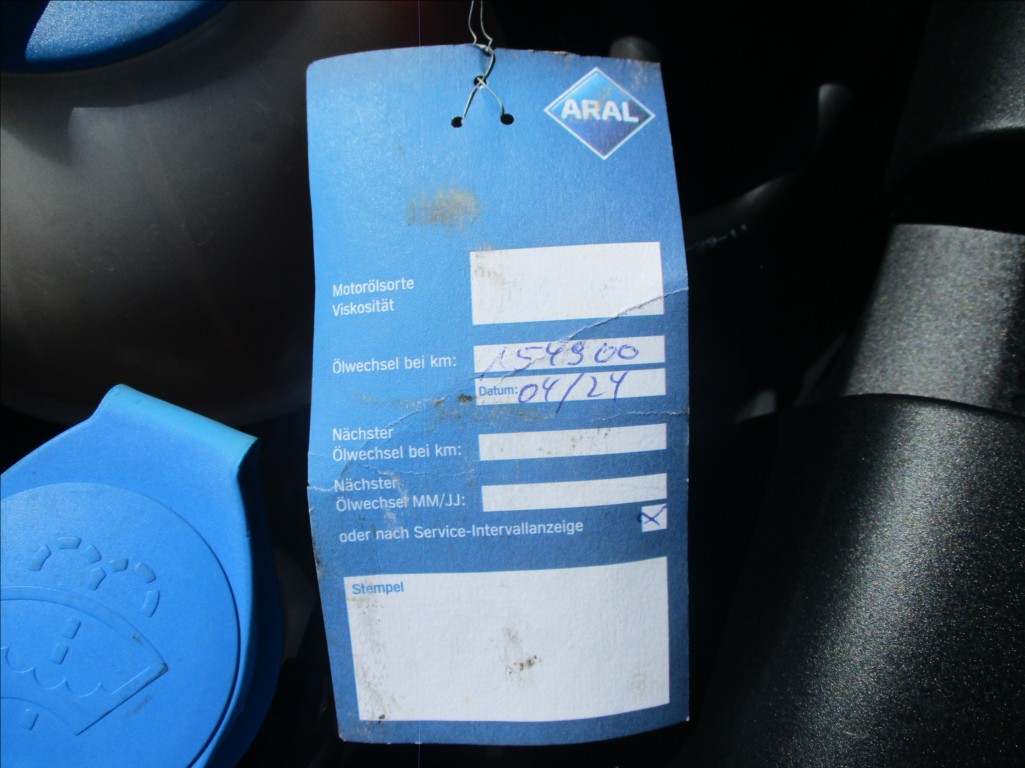 ARAL
Motorölsorte
Viskosität
Ölwechsel bei km: 154900
Datum: 04/24
Nächster
Ölwechsel bei km:
Nächster
Ölwechsel MM/JJ:
oder nach Service-Intervallanzeige X
Stempel